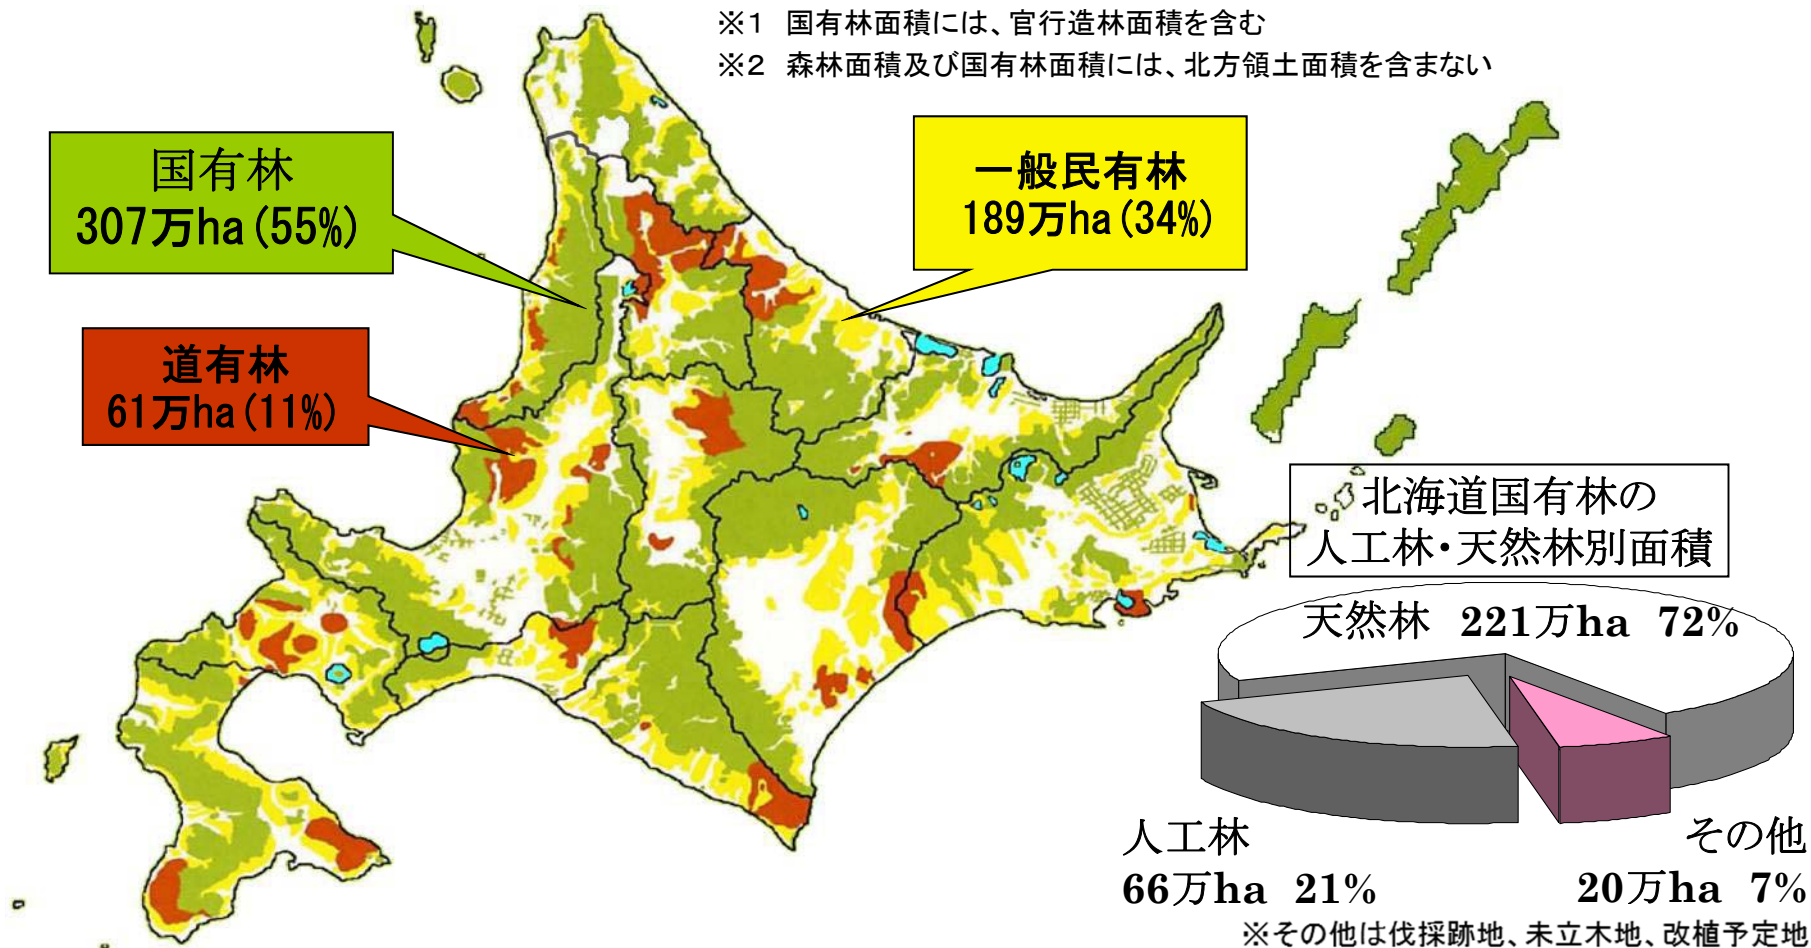 ※1 国有林面積には、官行造林面積を含む
※2 森林面積及び国有林面積には、北方領土面積を含まない
国有林
307万ha(55%)
一般民有林
189万ha(34%)
道有林
61万ha(11%)
北海道国有林の
人工林・天然林別面積
天然林 221万ha 72%
人工林
66万ha 21%
その他
20万ha 7%
※その他は伐採跡地、未立木地、改植予定地